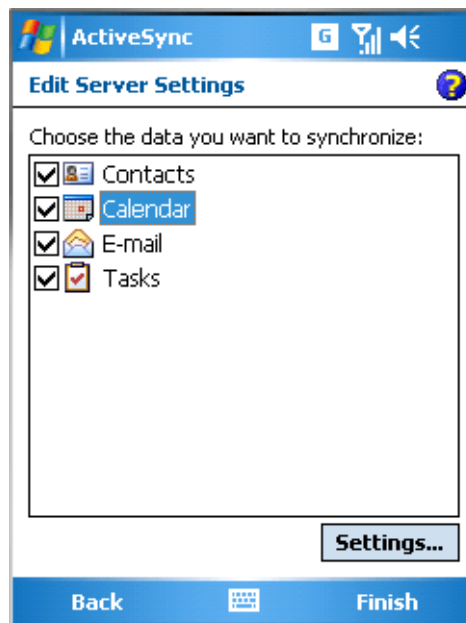 ActiveSync G
Edit Server Settings ?
Choose the data you want to synchronize:
Contacts
Calendar
E-mail
Tasks
Settings...
Back Finish